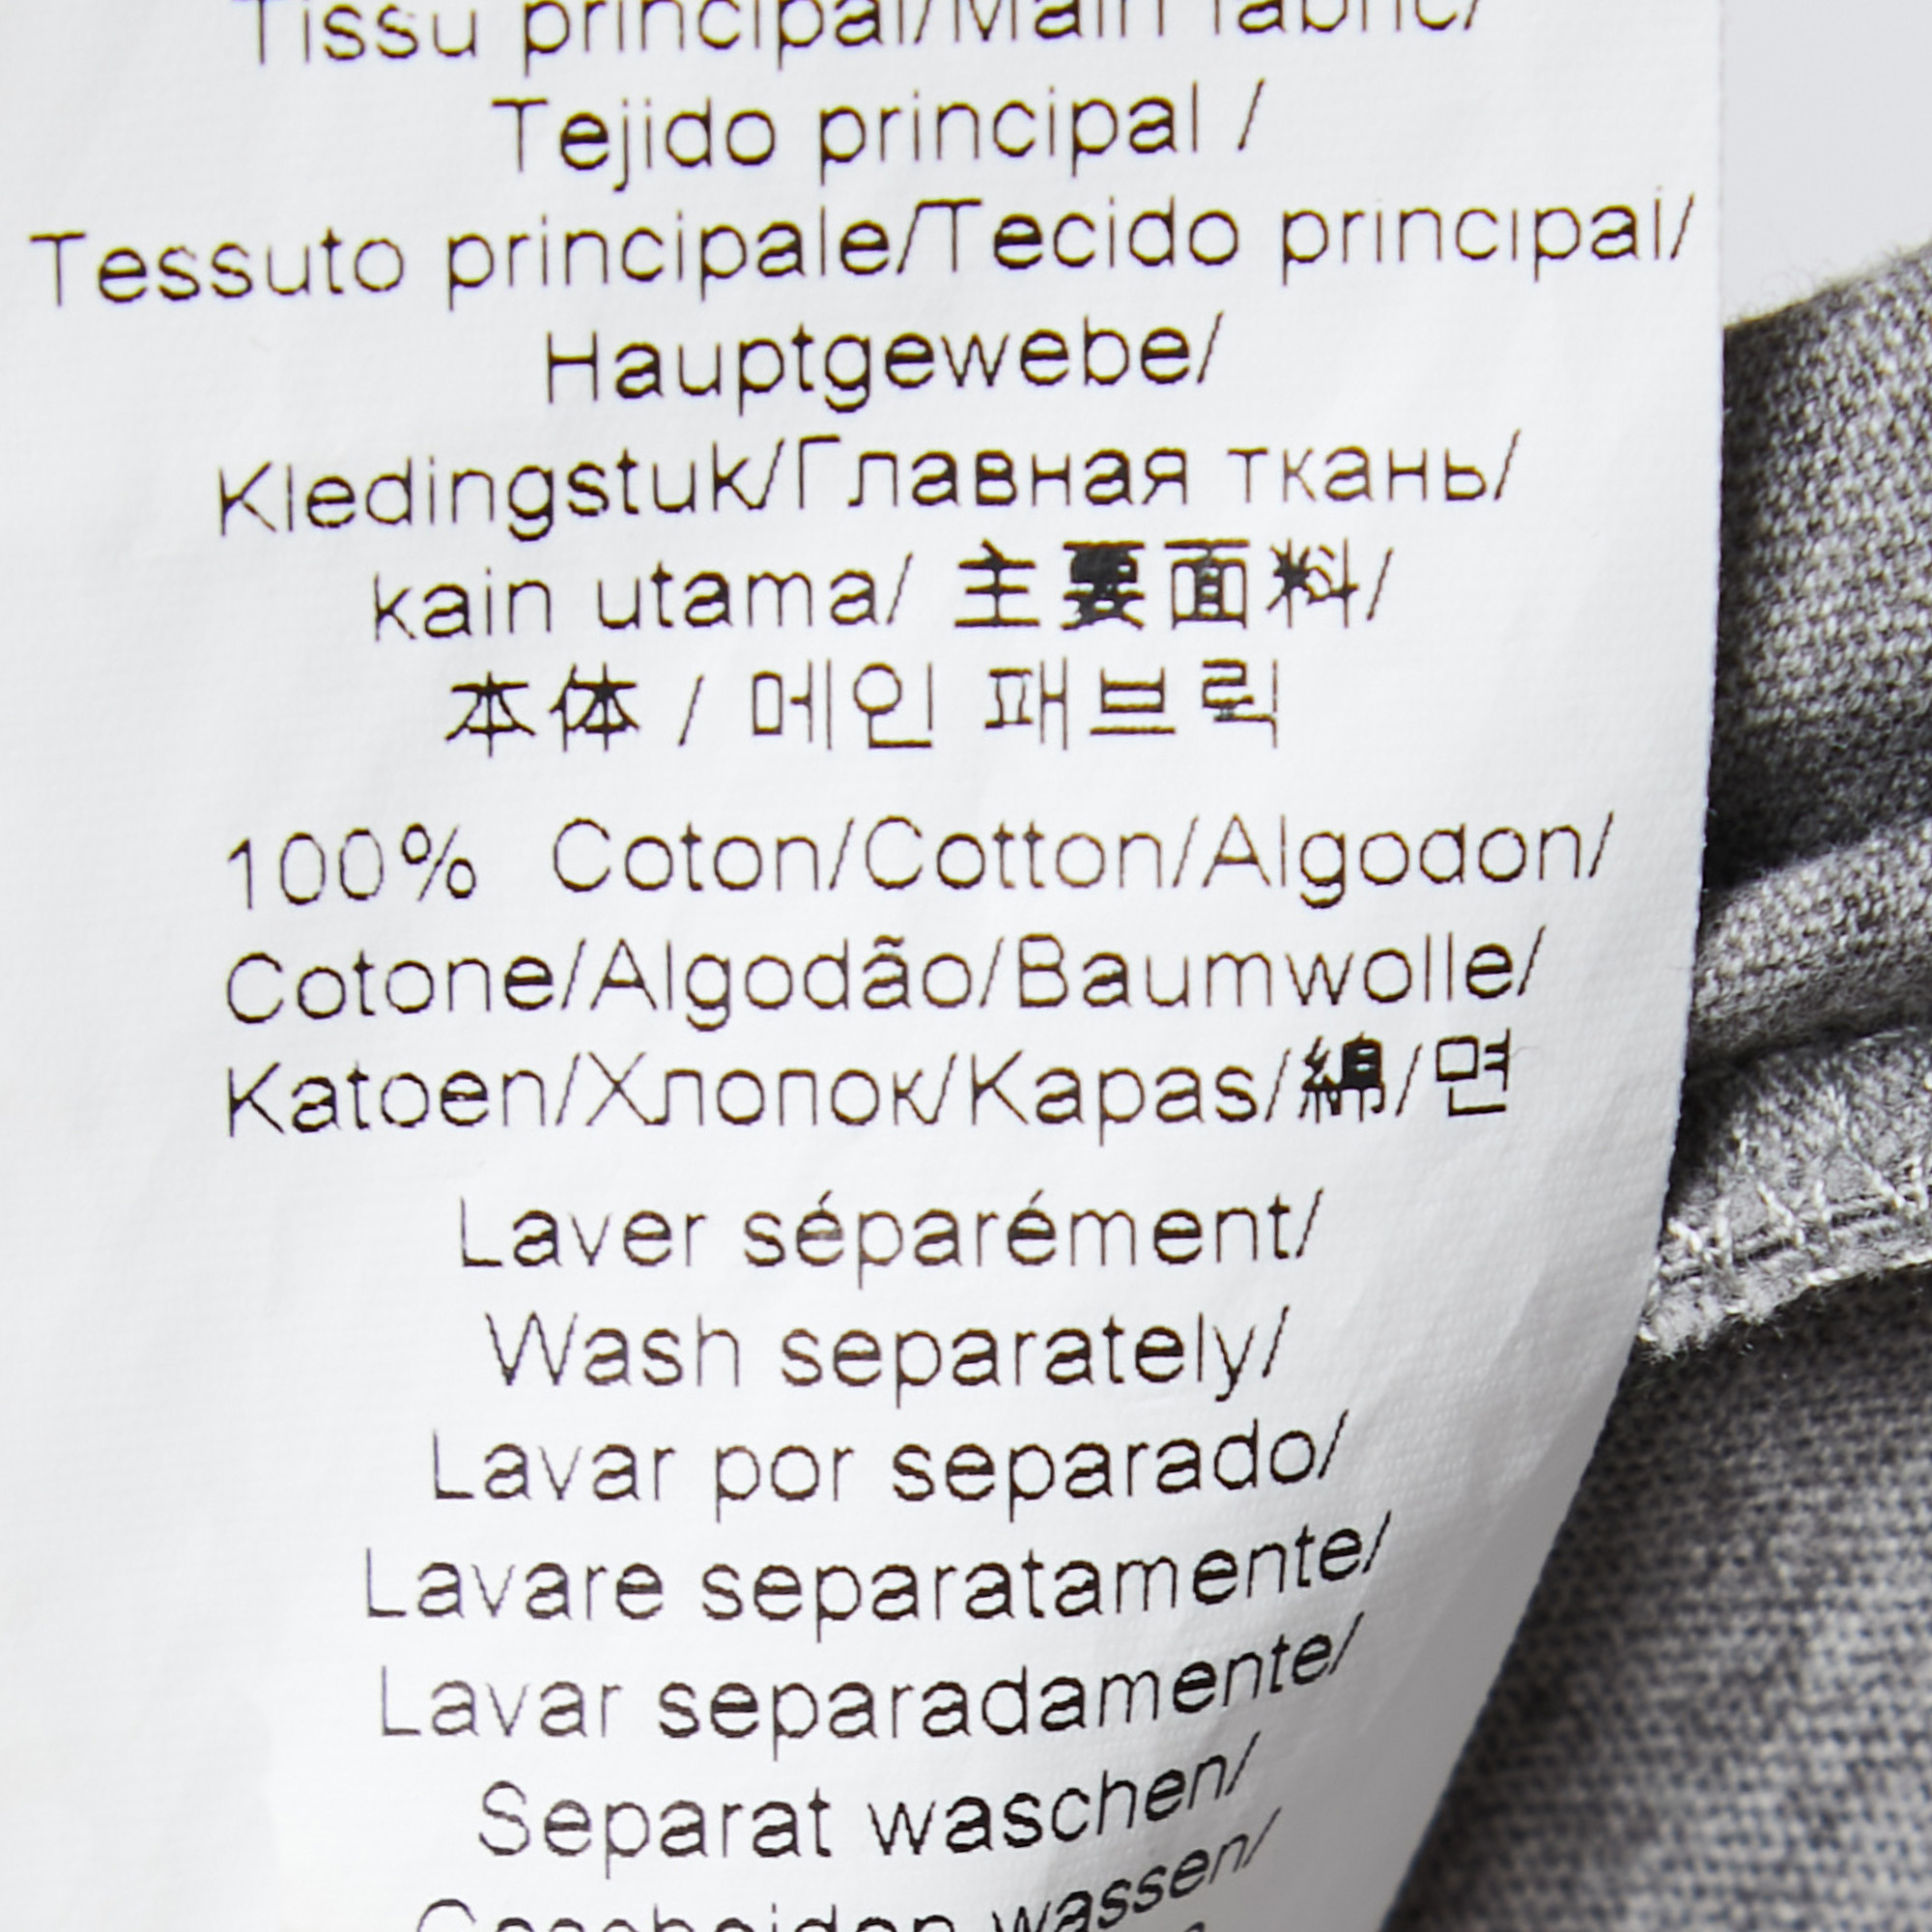 Tissu principal/Main fabric/
Tejido principal /
Tessuto principale/Tecido principal/
Hauptgewebe/
Kledingstuk/Главная ткань/
kain utama/ 主要面料/
本体 / 메인 패브릭
100% Coton/Cotton/Algodon/
Cotone/Algodão/Baumwolle/
Katoen/Хлопок/Kapas/綿/면
Laver séparément/
Wash separately/
Lavar por separado/
Lavare separatamente/
Lavar separadamente/
Separat waschen/
Gescheiden wassen/